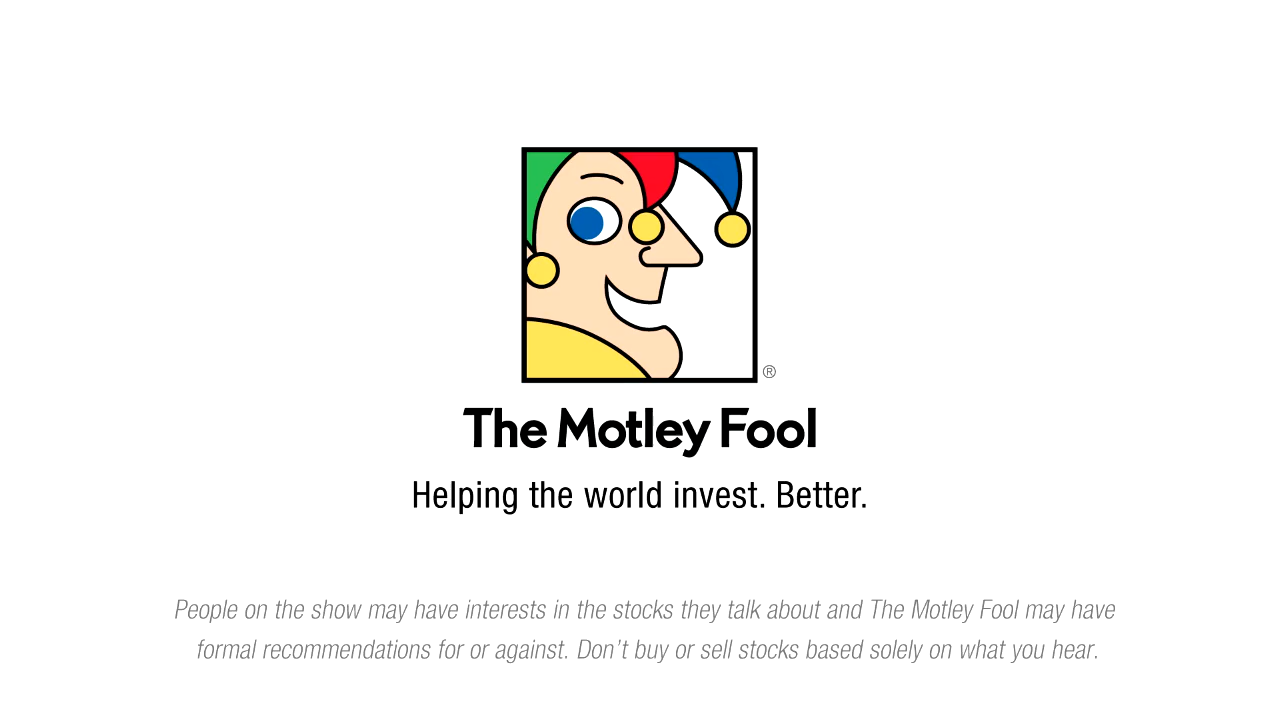 ®
The Motley Fool
Helping the world invest. Better.
People on the show may have interests in the stocks they talk about and The Motley Fool may have
formal recommendations for or against. Don't buy or sell stocks based solely on what you hear.